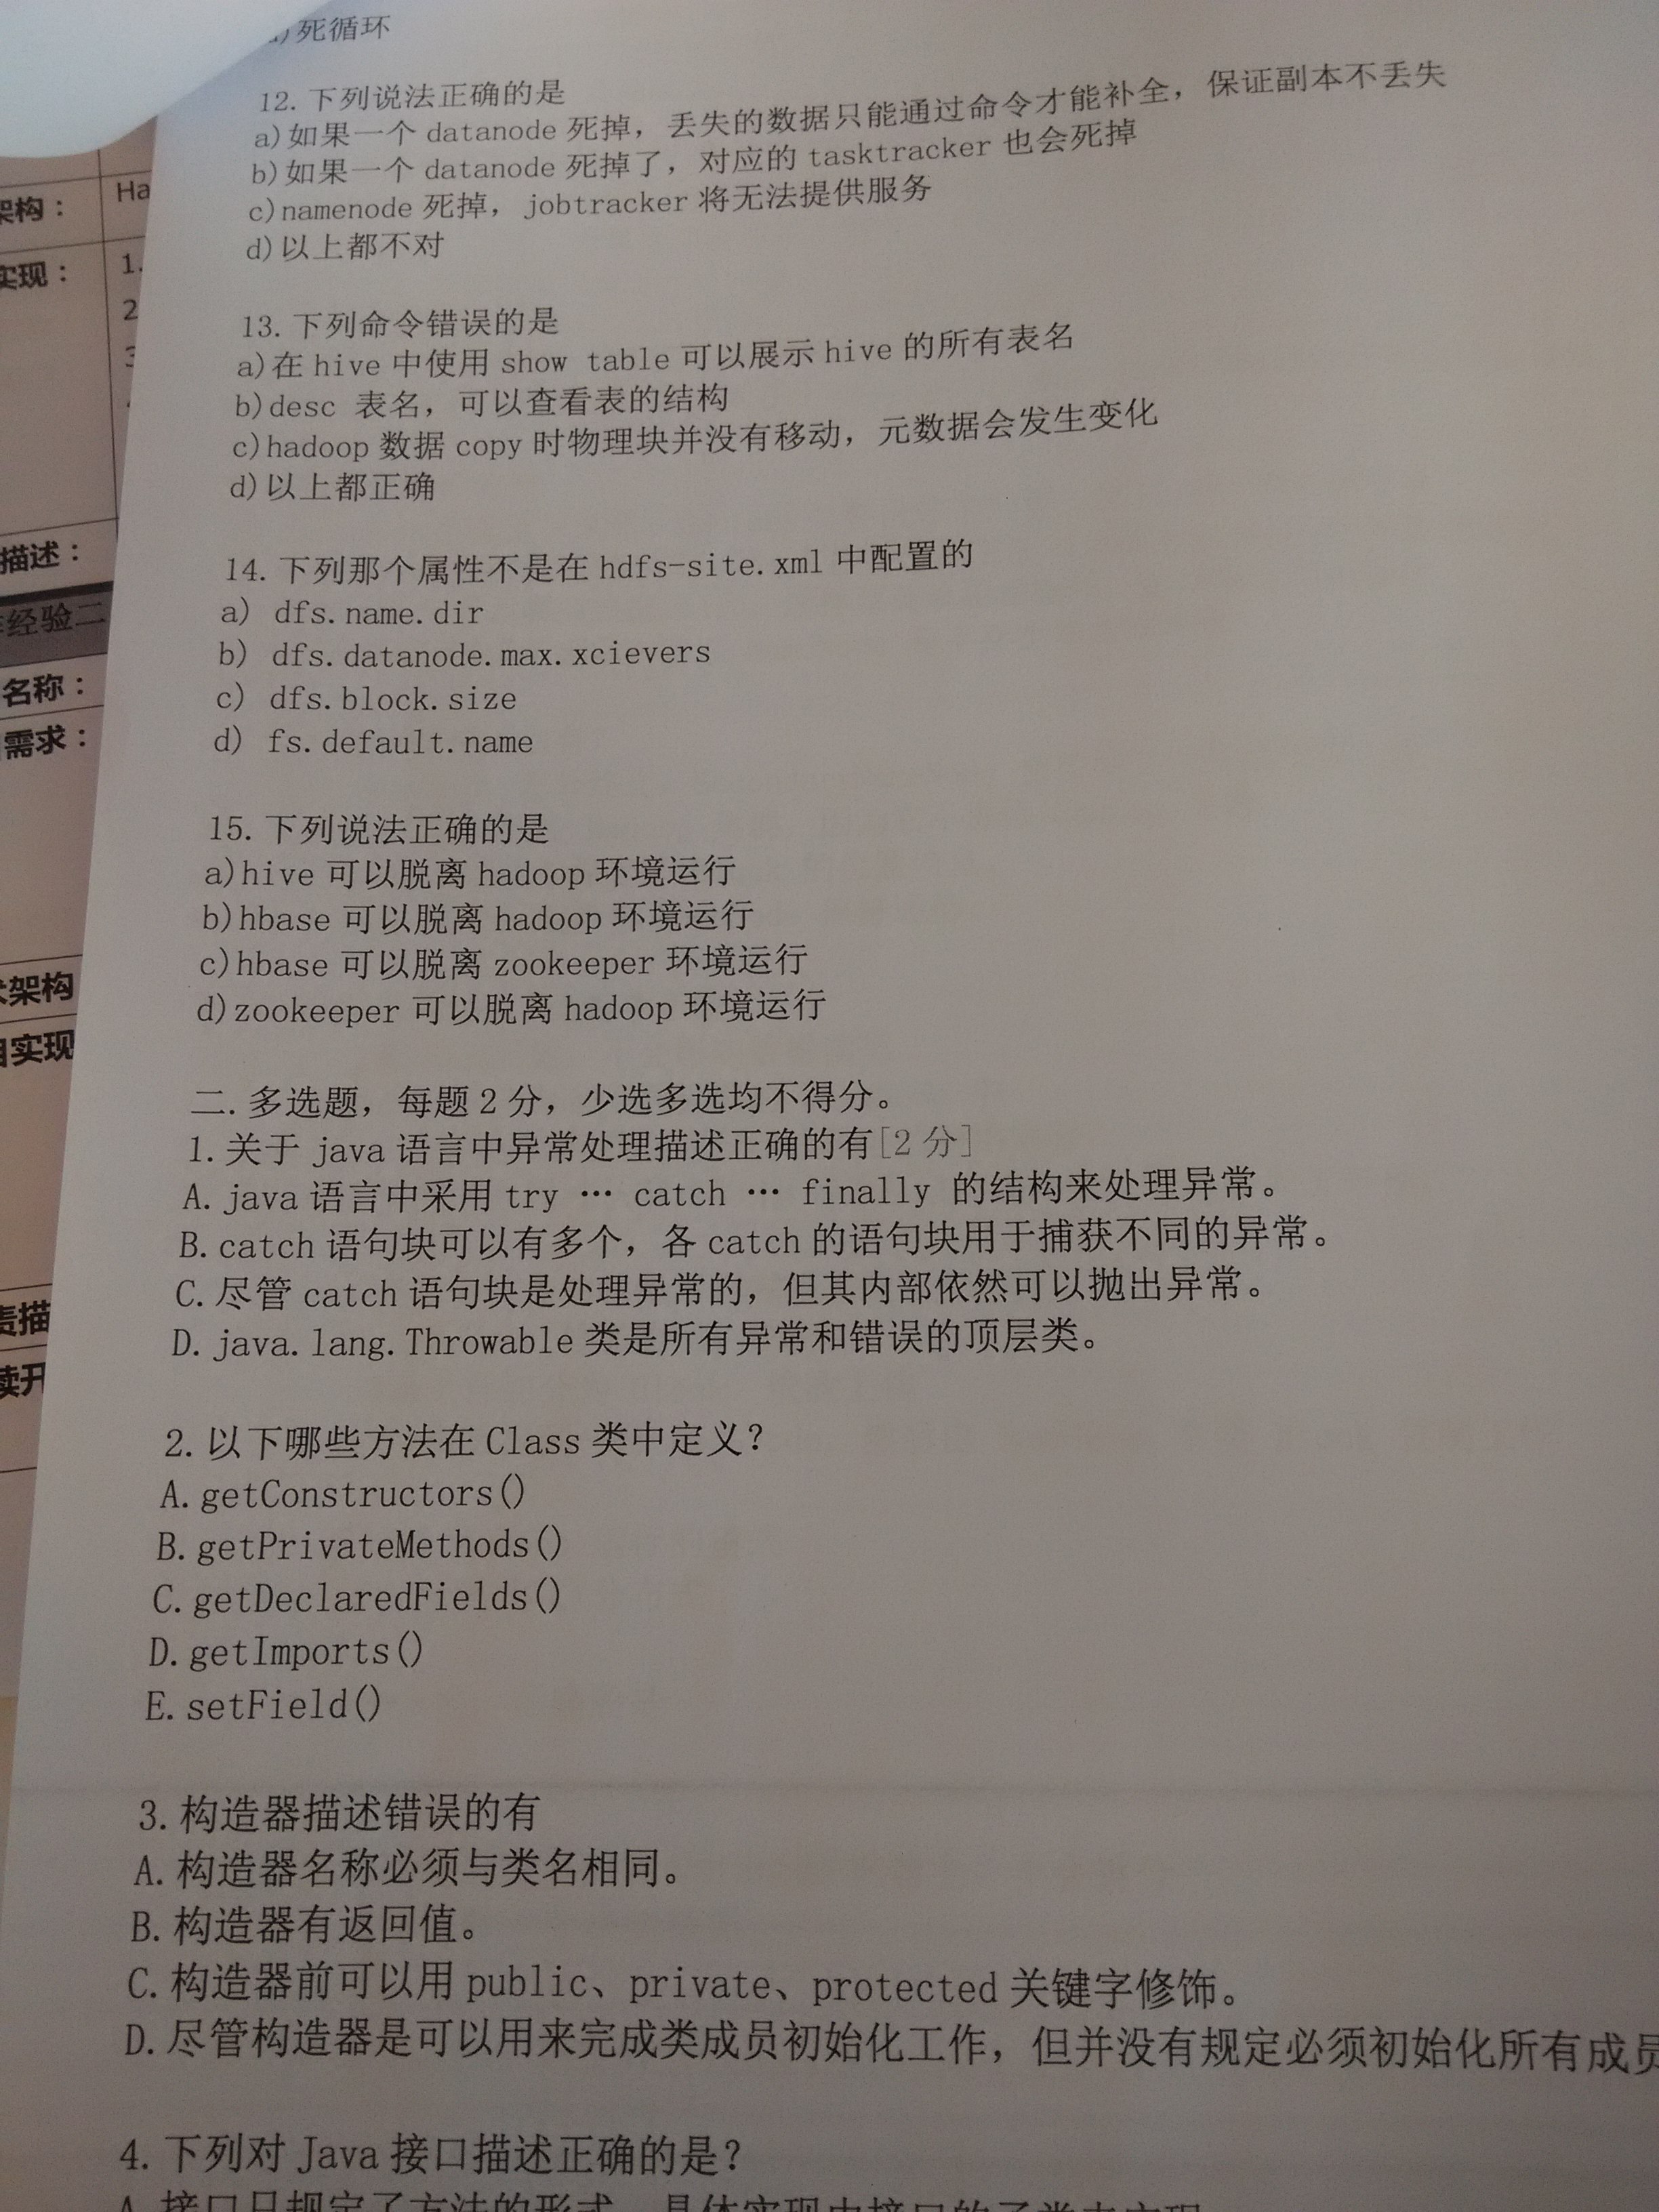 死循环
12. 下列说法正确的是
a)如果一个 datanode 死掉，丢失的数据只能通过命令才能补全，保证副本不丢失
b)如果一个 datanode 死掉了，对应的 tasktracker 也会死掉
c)namenode 死掉，jobtracker 将无法提供服务
d)以上都不对
13. 下列命令错误的是
a)在 hive 中使用 show table 可以展示 hive 的所有表名
b)desc 表名，可以查看表的结构
c)hadoop 数据 copy 时物理块并没有移动，元数据会发生变化
d)以上都正确
14. 下列那个属性不是在 hdfs-site.xml 中配置的
a) dfs.name.dir
b) dfs.datanode.max.xcievers
c) dfs.block.size
d) fs.default.name
15. 下列说法正确的是
a)hive 可以脱离 hadoop 环境运行
b)hbase 可以脱离 hadoop 环境运行
c)hbase 可以脱离 zookeeper 环境运行
d)zookeeper 可以脱离 hadoop 环境运行
二. 多选题，每题 2 分，少选多选均不得分。
1. 关于 java 语言中异常处理描述正确的有[2 分]
A. java 语言中采用 try … catch … finally 的结构来处理异常。
B. catch 语句块可以有多个，各 catch 的语句块用于捕获不同的异常。
C. 尽管 catch 语句块是处理异常的，但其内部依然可以抛出异常。
D. java.lang.Throwable 类是所有异常和错误的顶层类。
2. 以下哪些方法在 Class 类中定义？
A. getConstructors()
B. getPrivateMethods()
C. getDeclaredFields()
D. getImports()
E. setField()
3. 构造器描述错误的有
A. 构造器名称必须与类名相同。
B. 构造器有返回值。
C. 构造器前可以用 public、private、protected 关键字修饰。
D. 尽管构造器是可以用来完成类成员初始化工作，但并没有规定必须初始化所有成员
4. 下列对 Java 接口描述正确的是？
架构：
Ha
实现：
1.
2
3
描述：
经验二
名称：
需求：
架构
实现
责描
续开